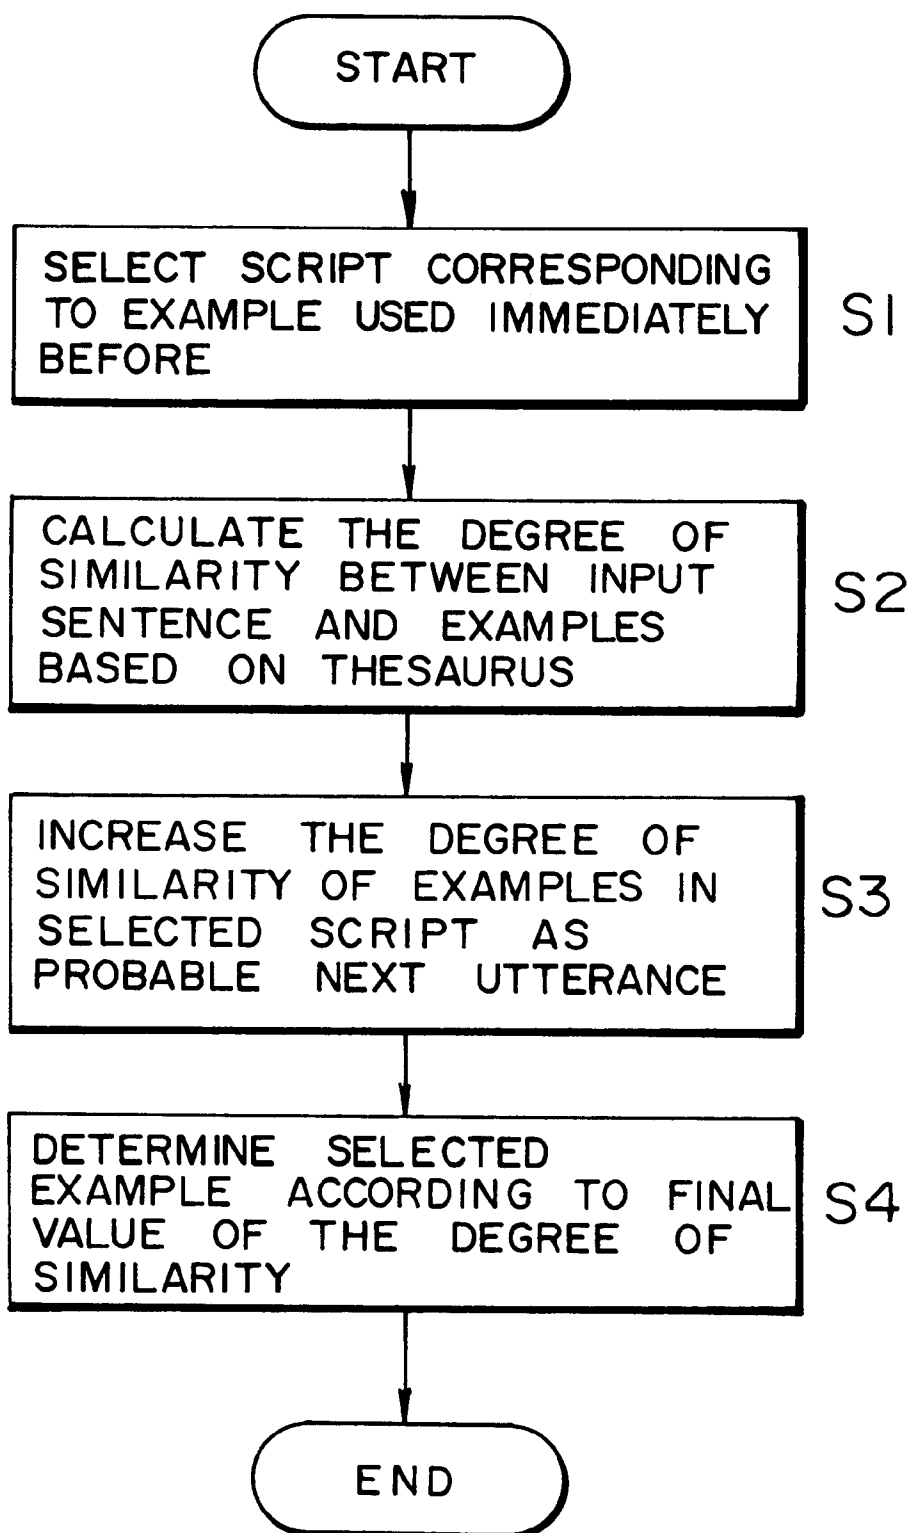 START
SELECT SCRIPT CORRESPONDING
TO EXAMPLE USED IMMEDIATELY
BEFORE
S1
CALCULATE THE DEGREE OF
SIMILARITY BETWEEN INPUT
SENTENCE AND EXAMPLES
BASED ON THESAURUS
S2
INCREASE THE DEGREE OF
SIMILARITY OF EXAMPLES IN
SELECTED SCRIPT AS
PROBABLE NEXT UTTERANCE
S3
DETERMINE SELECTED
EXAMPLE ACCORDING TO FINAL
VALUE OF THE DEGREE OF
SIMILARITY
S4
END